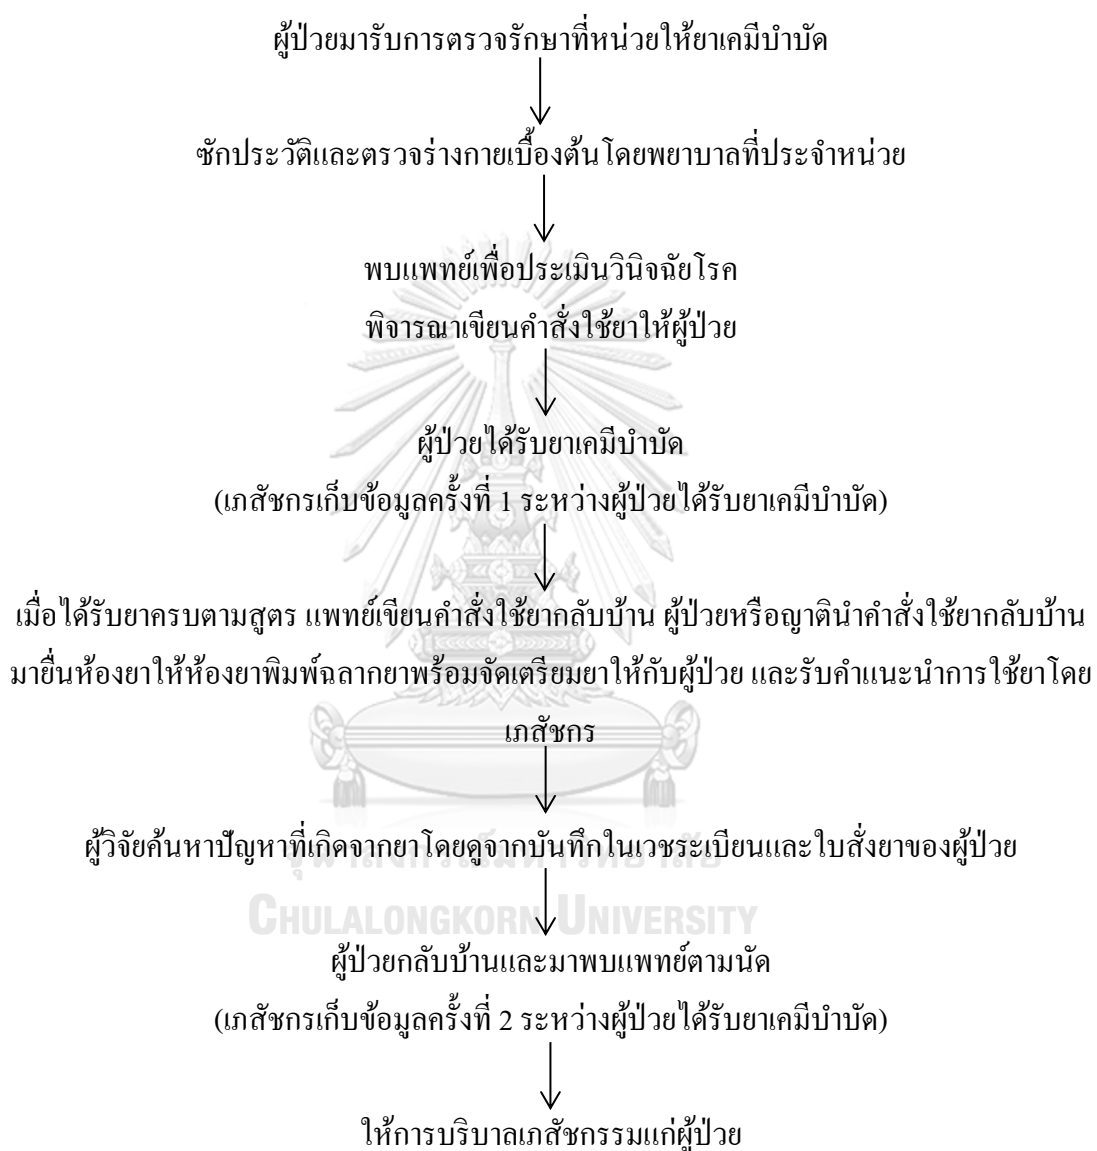 ผู้ป่วยมารับการตรวจรักษาที่หน่วยให้ยาเคมีบำบัด
ซักประวัติและตรวจร่างกายเบื้องต้นโดยพยาบาลที่ประจำหน่วย
พบแพทย์เพื่อประเมินวินิจฉัยโรค
พิจารณาเขียนคำสั่งใช้ยาให้ผู้ป่วย
ผู้ป่วยได้รับยาเคมีบำบัด
(เภสัชกรเก็บข้อมูลครั้งที่ 1 ระหว่างผู้ป่วยได้รับยาเคมีบำบัด)
เมื่อได้รับยาครบตามสูตร แพทย์เขียนคำสั่งใช้ยากลับบ้าน ผู้ป่วยหรือญาตินำคำสั่งใช้ยากลับบ้าน
มายื่นห้องยาให้ห้องยาพิมพ์ฉลากยาพร้อมจัดเตรียมยาให้กับผู้ป่วย และรับคำแนะนำการใช้ยาโดย
เภสัชกร
ผู้วิจัยค้นหาปัญหาที่เกิดจากยาโดยดูจากบันทึกในเวชระเบียนและใบสั่งยาของผู้ป่วย
จุฬาลงกรณ์มหาวิทยาลัย
CHULALONGKORN UNIVERSITY
ผู้ป่วยกลับบ้านและมาพบแพทย์ตามนัด
(เภสัชกรเก็บข้อมูลครั้งที่ 2 ระหว่างผู้ป่วยได้รับยาเคมีบำบัด)
ให้การบริบาลเภสัชกรรมแก่ผู้ป่วย